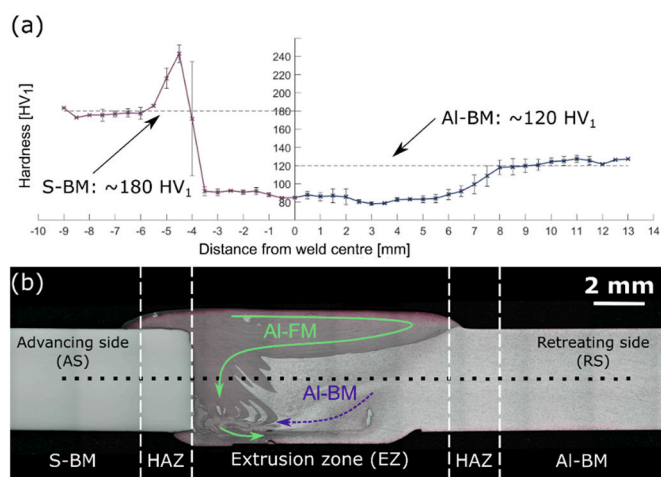 (a)
Hardness [HV1]
240
220
200
180
160
140
120
100
80
S-BM: ~180 HV1
Al-BM: ~120 HV1
-10 -9 -8 -7 -6 -5 -4 -3 -2 -1 0 1 2 3 4 5 6 7 8 9 10 11 12 13 14
Distance from weld centre [mm]
(b)
2 mm
Al-FM
Advancing side
(AS)
Retreating side
(RS)
Al-BM
S-BM HAZ Extrusion zone (EZ) HAZ Al-BM